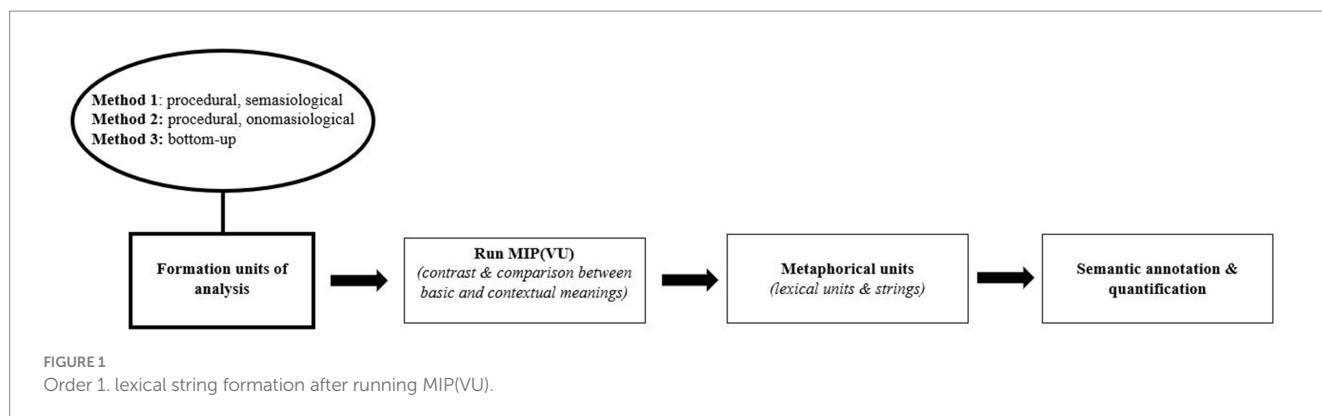 Method 1: procedural, semasiological
Method 2: procedural, onomasiological
Method 3: bottom-up
Formation units of
analysis
Run MIP(VU)
(contrast & comparison between
basic and contextual meanings)
Metaphorical units
(lexical units & strings)
Semantic annotation &
quantification
FIGURE 1
Order 1. lexical string formation after running MIP(VU).